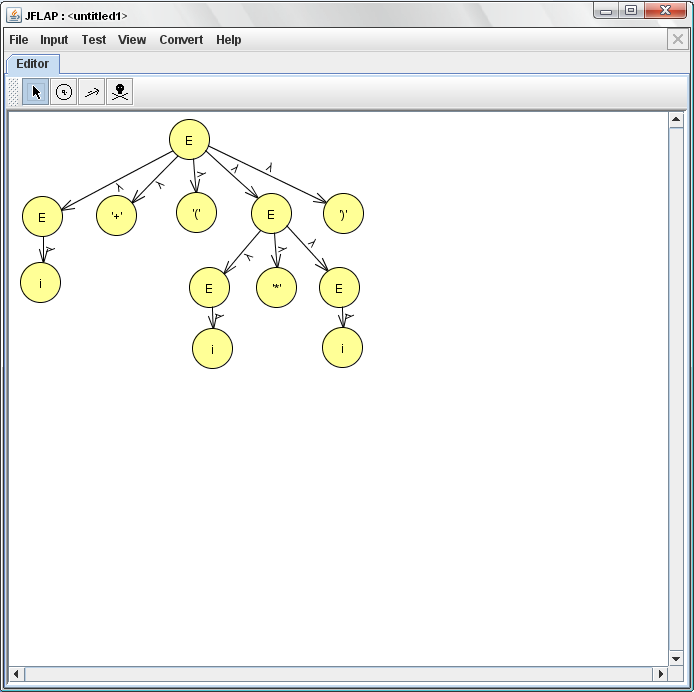 JFLAP : <untitled1>
File Input Test View Convert Help
Editor
E
λ λ λ λ λ
E '+' '(' E ')'
λ λ λ λ
i E '*' E
λ λ
i i